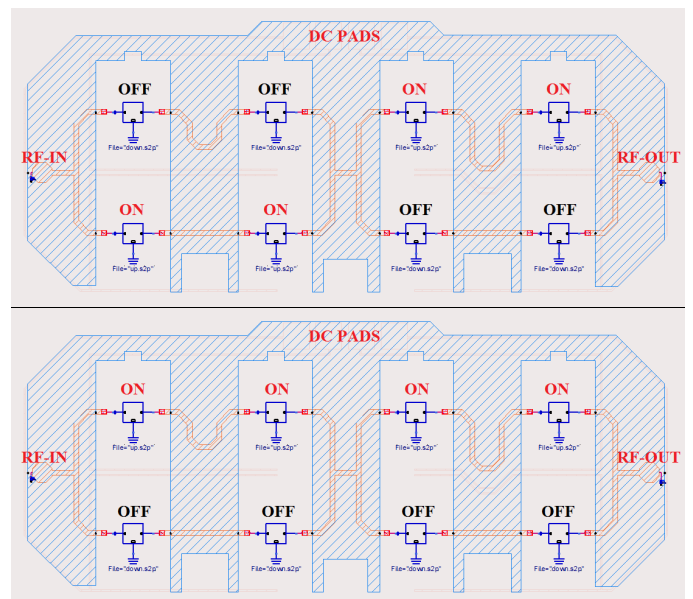 DC PADS
OFF OFF ON ON
File="down.s2p" File="down.s2p" File="up.s2p" File="up.s2p"
RF-IN RF-OUT
ON ON OFF OFF
File="up.s2p" File="up.s2p" File="down.s2p" File="down.s2p"
DC PADS
ON ON ON ON
File="up.s2p" File="up.s2p" File="up.s2p" File="up.s2p"
RF-IN RF-OUT
OFF OFF OFF OFF
File="down.s2p" File="down.s2p" File="down.s2p" File="down.s2p"